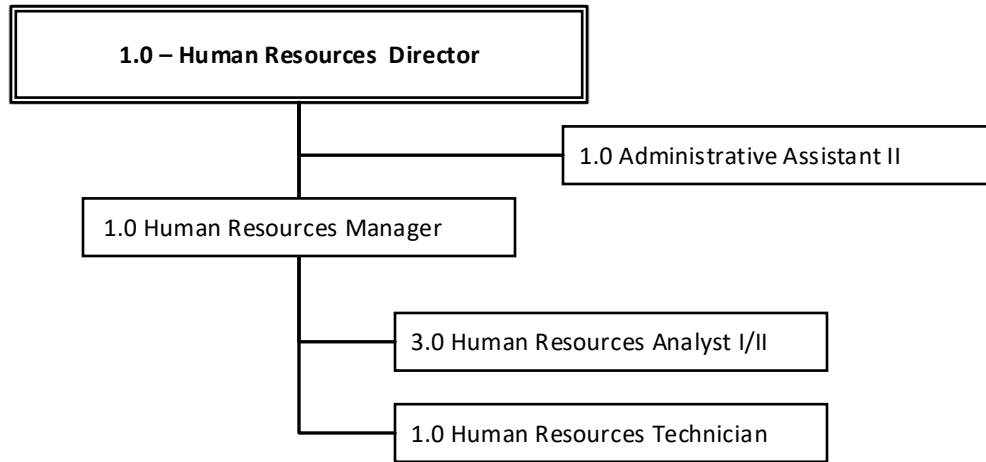 1.0 – Human Resources Director
1.0 Administrative Assistant II
1.0 Human Resources Manager
3.0 Human Resources Analyst I/II
1.0 Human Resources Technician